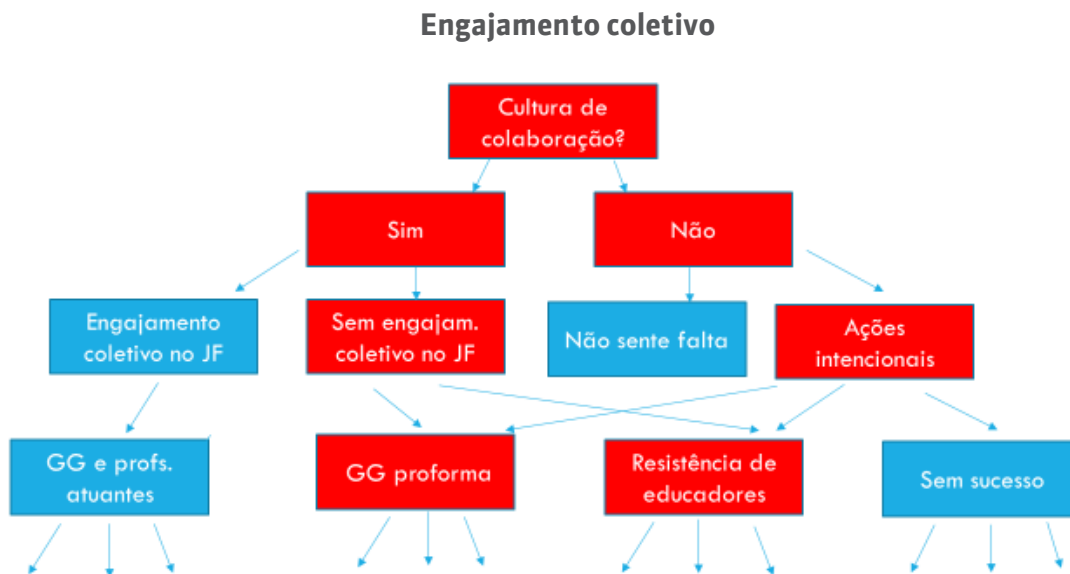 Engajamento coletivo
Cultura de
colaboração?
Sim
Não
Engajamento
coletivo no JF
Sem engajam.
coletivo no JF
Não sente falta
Ações
intencionais
GG e profs.
atuantes
GG proforma
Resistência de
educadores
Sem sucesso